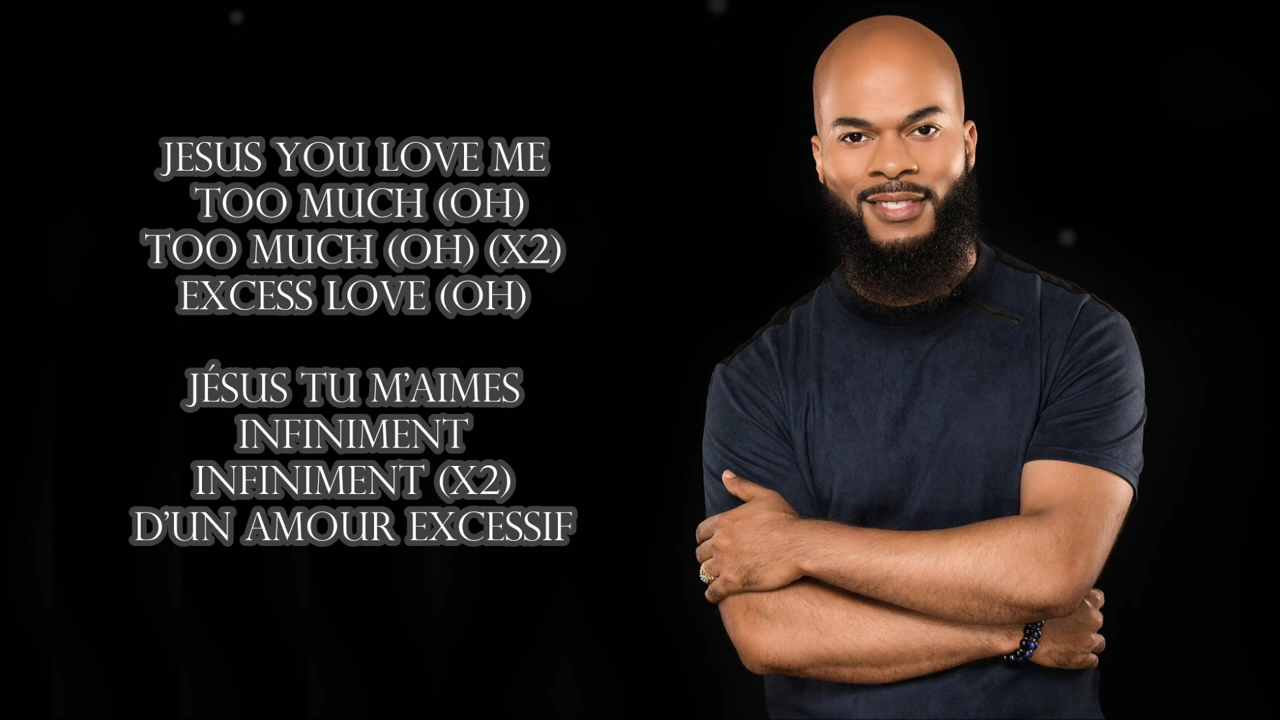 JESUS YOU LOVE ME
TOO MUCH (OH)
TOO MUCH (OH) (X2)
EXCESS LOVE (OH)
JÉSUS TU M'AIMES
INFINIMENT
INFINIMENT (X2)
D'UN AMOUR EXCESSIF